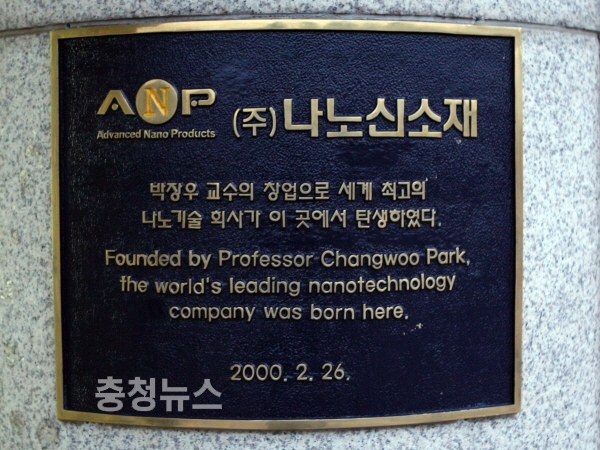 ANP (주)나노신소재
Advanced Nano Products
박장우 교수의 창업으로 세계 최고의
나노기술 회사가 이 곳에서 탄생하였다.
Founded by Professor Changwoo Park,
the world's leading nanotechnology
company was born here.
2000. 2. 26.
충청뉴스